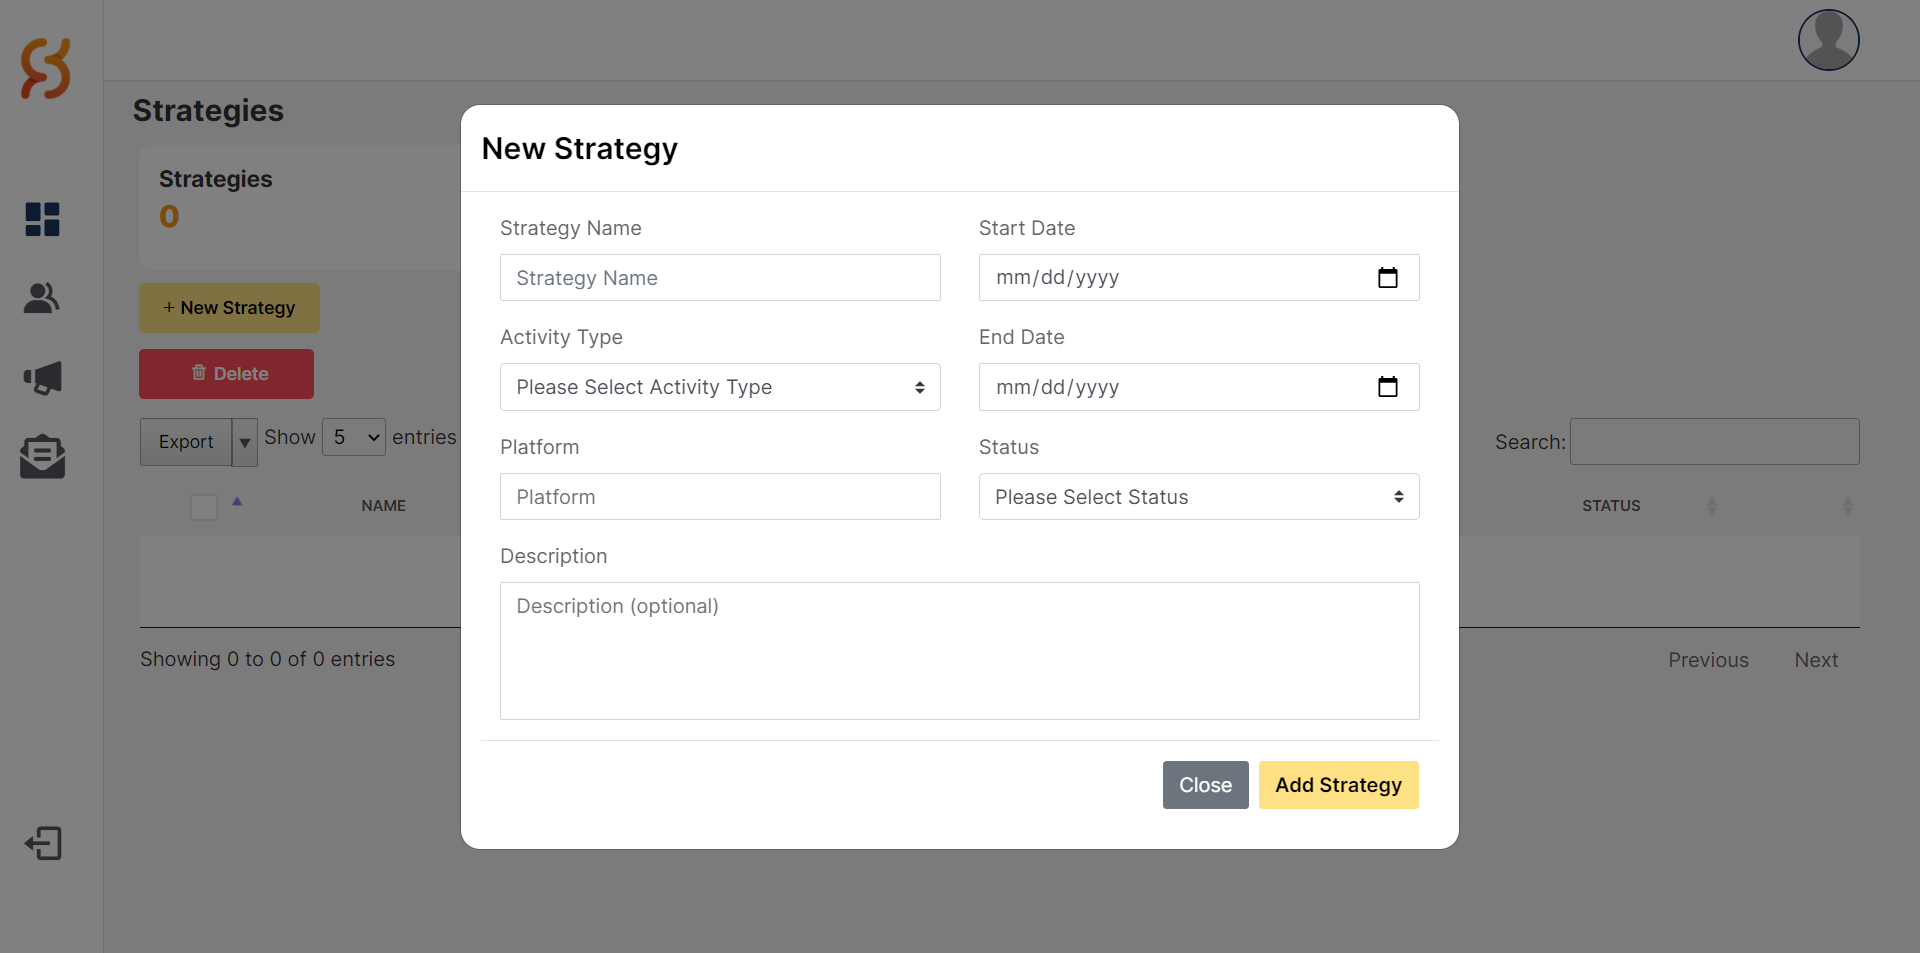 Strategies
Strategies
0
+ New Strategy
Delete
Export ▼ Show 5 entries
Search:
NAME
STATUS
Showing 0 to 0 of 0 entries
Previous Next
New Strategy
Strategy Name
Strategy Name
Start Date
mm/dd/yyyy
Activity Type
Please Select Activity Type
End Date
mm/dd/yyyy
Platform
Platform
Status
Please Select Status
Description
Description (optional)
Close
Add Strategy